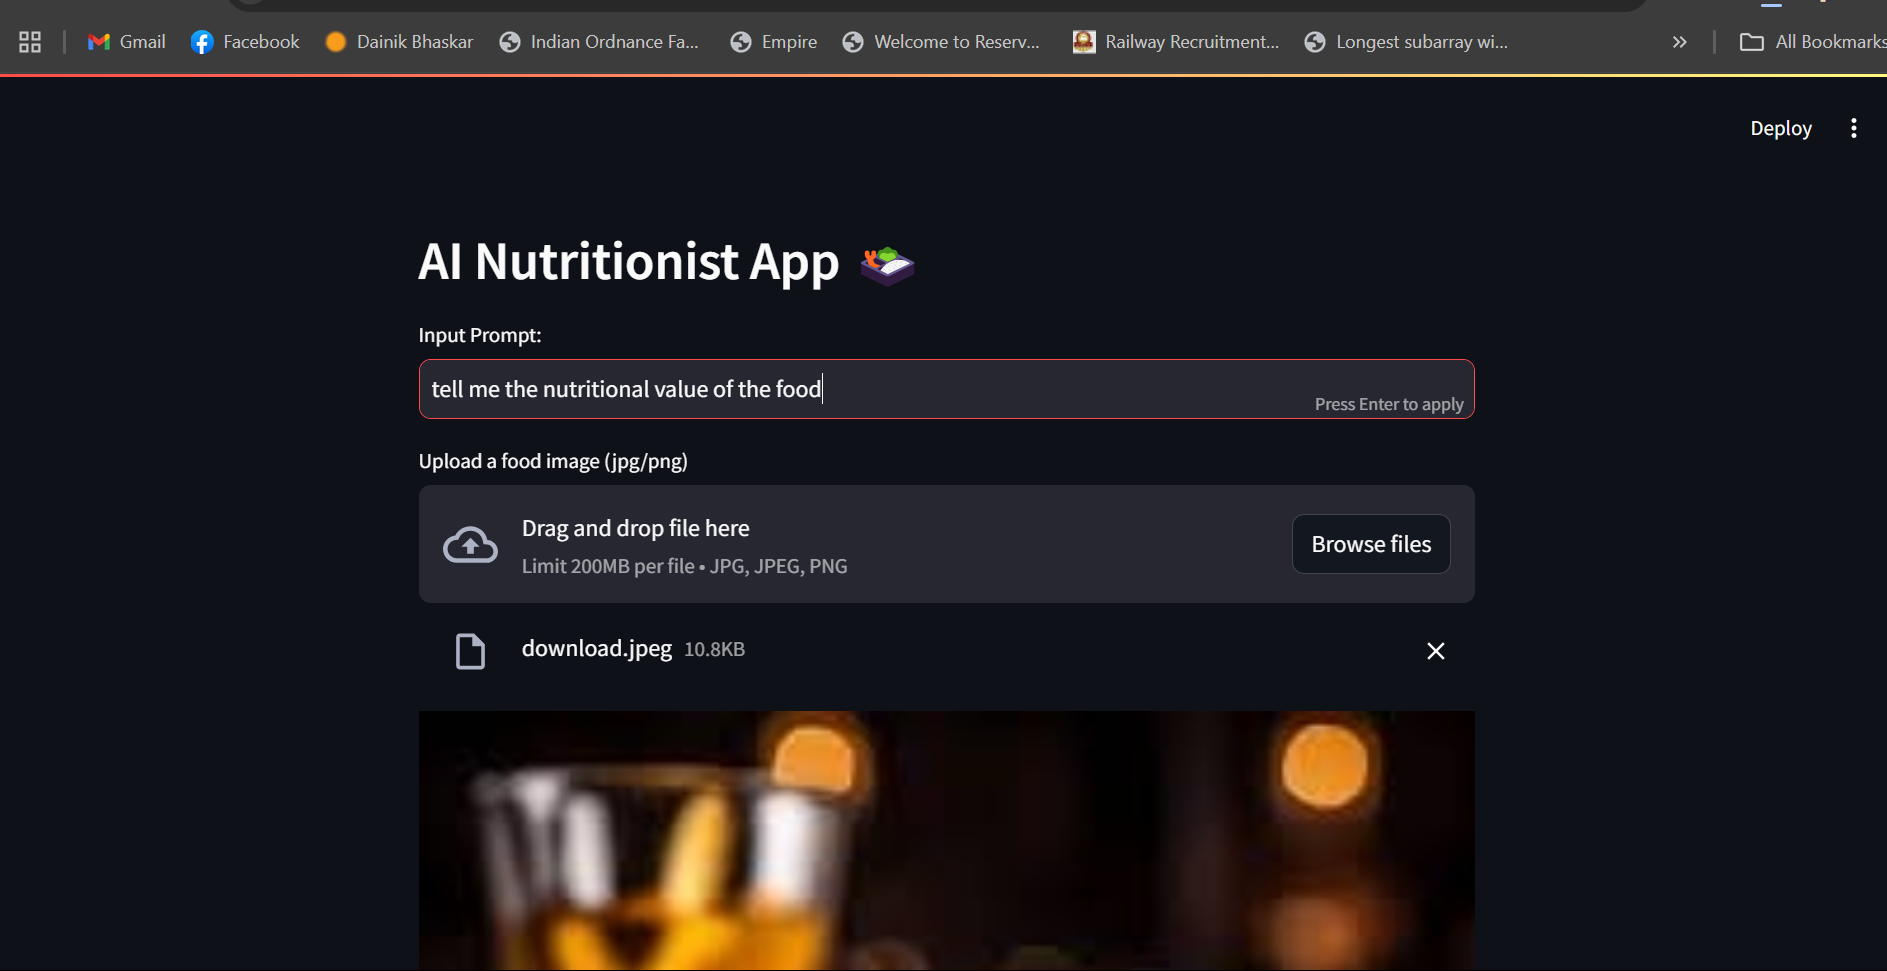 Gmail Facebook Dainik Bhaskar Indian Ordnance Fa... Empire Welcome to Reserv... Railway Recruitment... Longest subarray wi... » All Bookmarks
Deploy
AI Nutritionist App
Input Prompt:
tell me the nutritional value of the food
Press Enter to apply
Upload a food image (jpg/png)
Drag and drop file here
Limit 200MB per file • JPG, JPEG, PNG
Browse files
download.jpeg 10.8KB